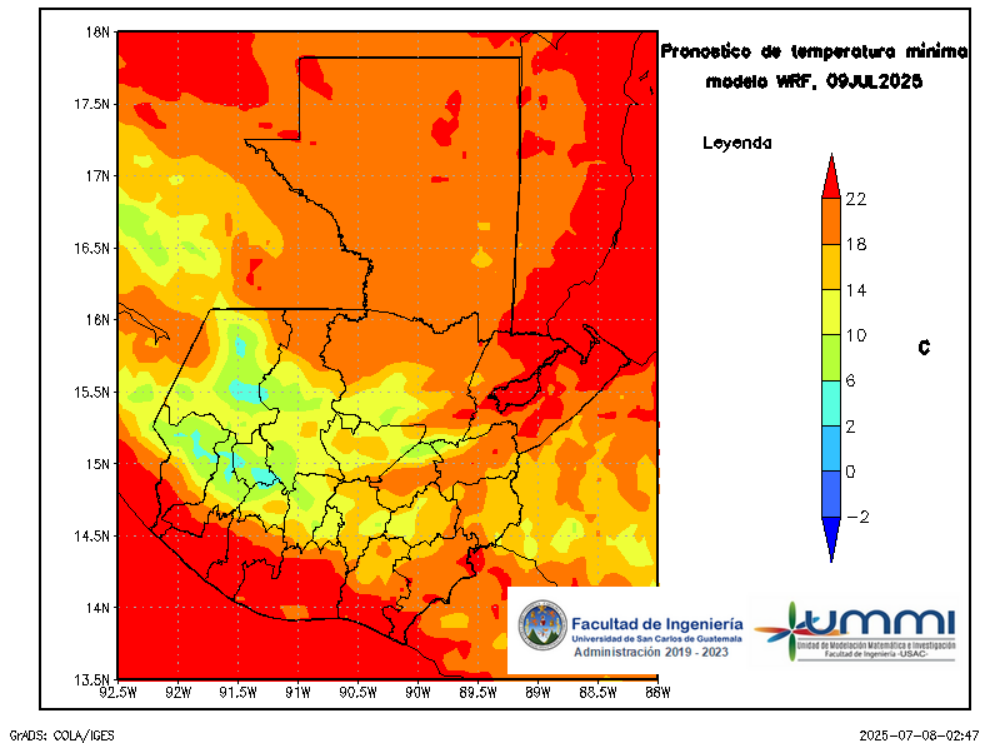 18N
17.5N
17N
16.5N
16N
15.5N
15N
14.5N
14N
13.5N
92.5W 92W 91.5W 91W 90.5W 90W 89.5W 89W 88.5W 88W
Pronostico de temperatura minima
modelo WRF, 09JUL2025
Leyenda
22
18
14
10
6
2
0
−2
C
Facultad de Ingeniería
Universidad de San Carlos de Guatemala
Administración 2019 - 2023
ummi
Unidad de Modelación Matemática e Investigación
Facultad de Ingeniería -USAC-
GrADS: COLA/IGES
2025-07-08-02:47